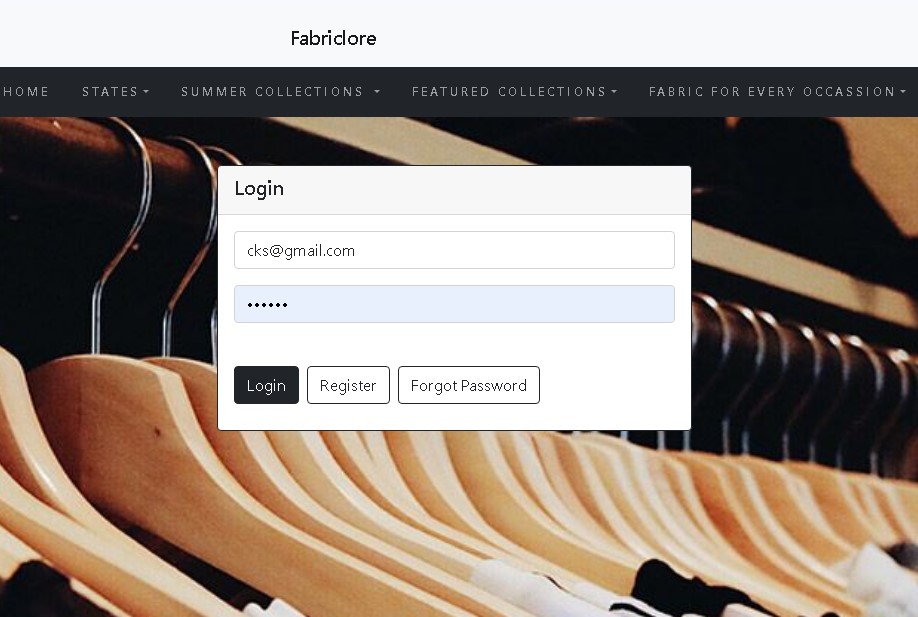 Fabriclore
HOME STATES SUMMER COLLECTIONS FEATURED COLLECTIONS FABRIC FOR EVERY OCCASSION
Login
cks@gmail.com
••••••
Login Register Forgot Password